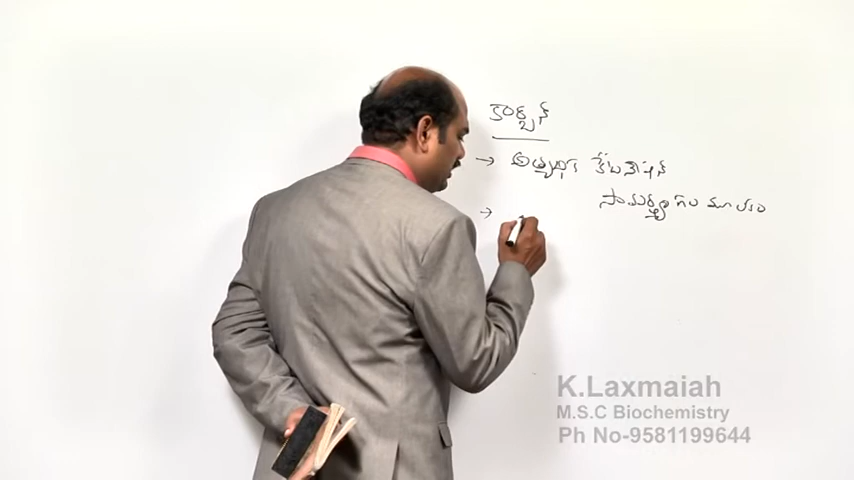 కార్బన్
→ అత్యధిక కేటనేషన్
సామర్థ్యం గల మూలకం
→
K.Laxmaiah
M.S.C Biochemistry
Ph No-9581199644